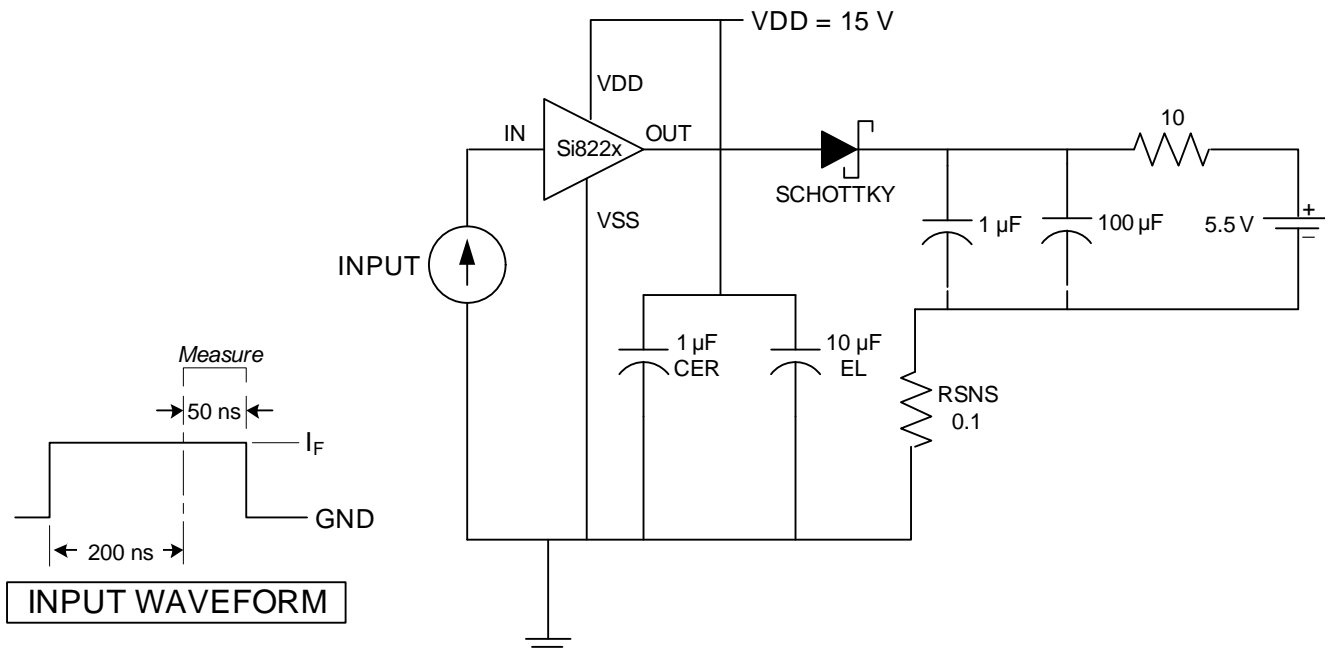 VDD = 15 V
VDD
IN
Si822x
OUT
10
SCHOTTKY
VSS
1 µF
100 µF
5.5 V
+
–
INPUT
1 µF
CER
10 µF
EL
RSNS
0.1
Measure
50 ns
IF
GND
200 ns
INPUT WAVEFORM